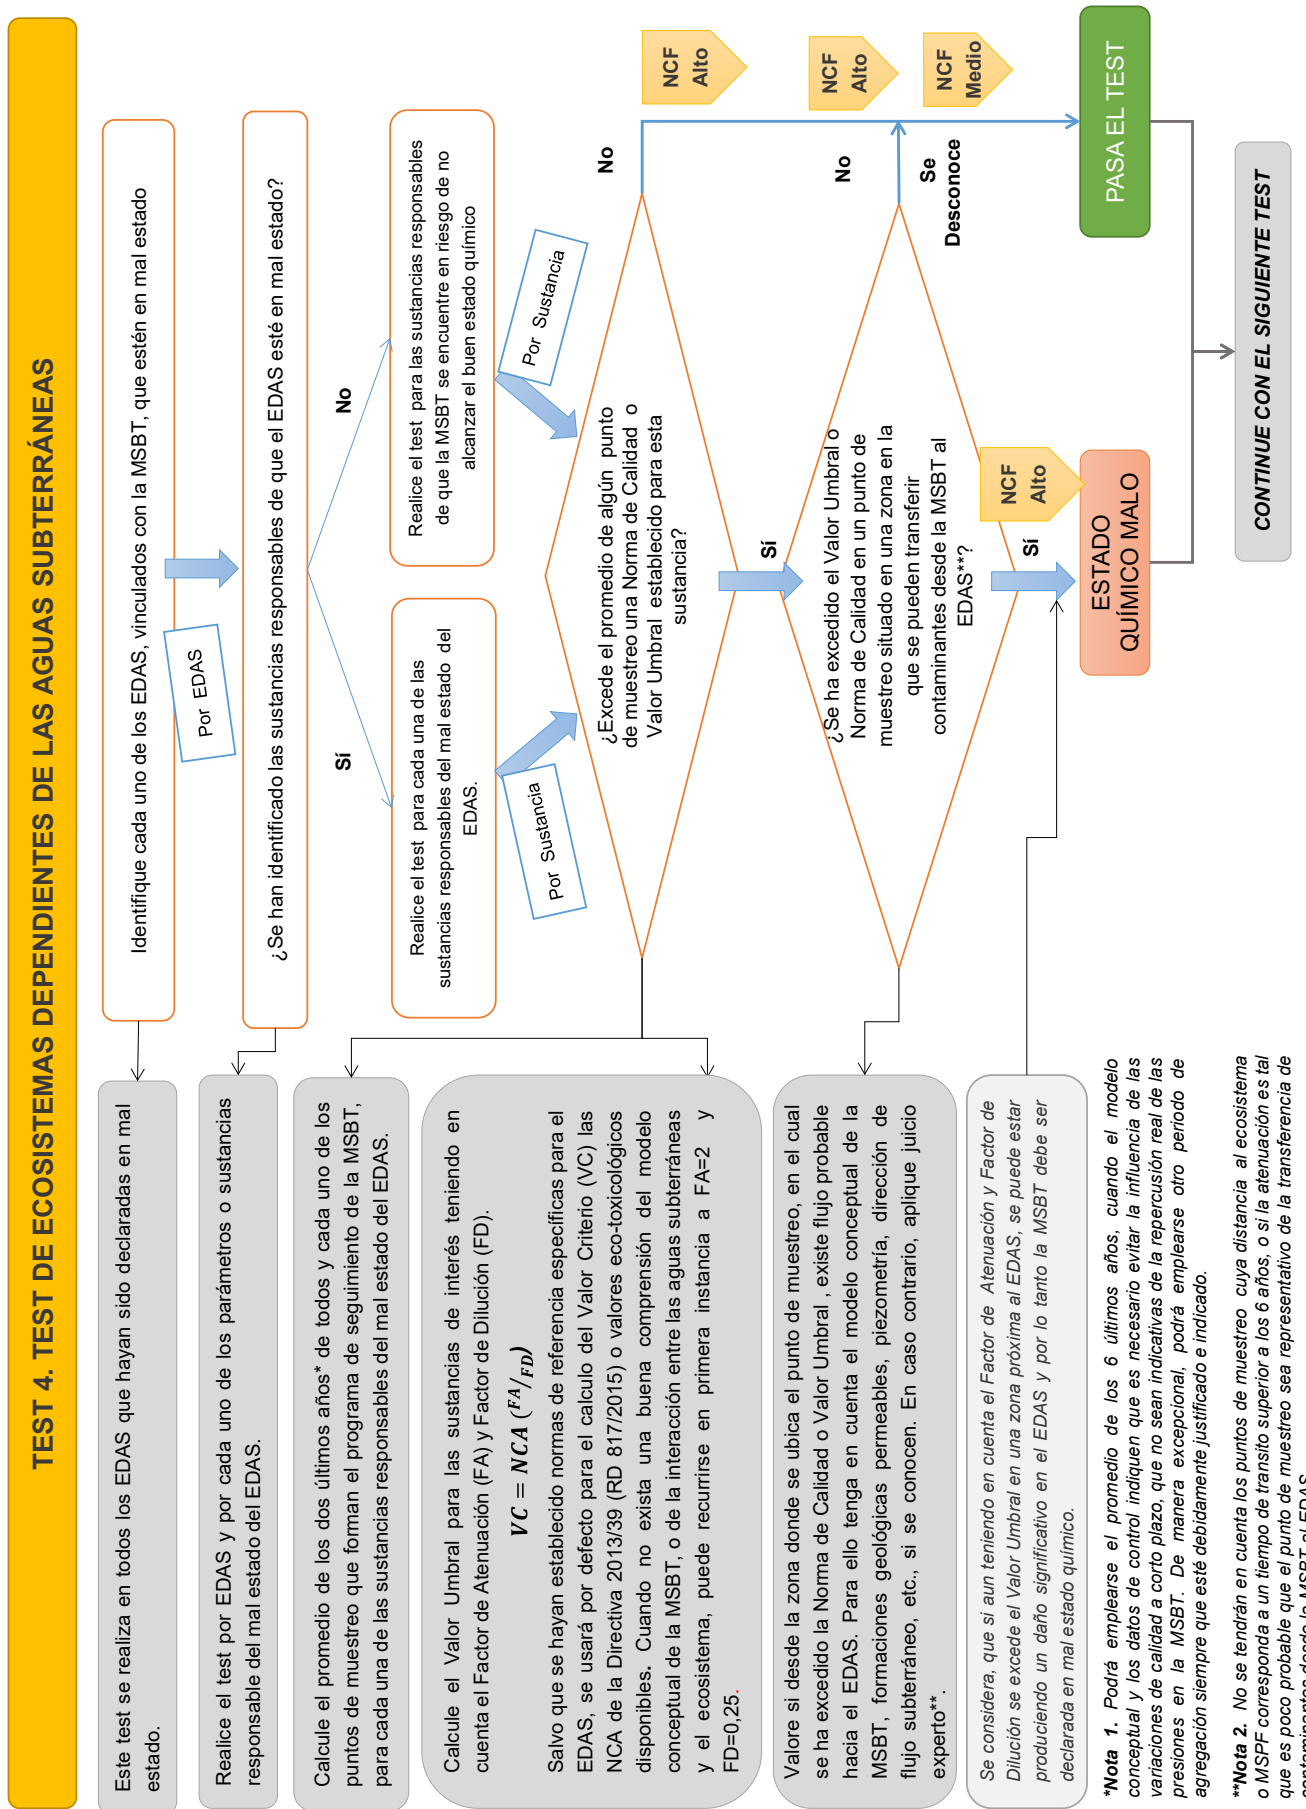 TEST 4. TEST DE ECOSISTEMAS DEPENDIENTES DE LAS AGUAS SUBTERRÁNEAS
Este test se realiza en todos los EDAS que hayan sido declaradas en mal
estado.
Identifique cada uno de los EDAS, vinculados con la MSBT, que estén en mal estado
Por EDAS
Realice el test por EDAS y por cada uno de los parámetros o sustancias
responsable del mal estado del EDAS.
¿Se han identificado las sustancias responsables de que el EDAS esté en mal estado?
Sí
No
Calcule el promedio de los dos últimos años* de todos y cada uno de los
puntos de muestreo que forman el programa de seguimiento de la MSBT,
para cada una de las sustancias responsables del mal estado del EDAS.
Realice el test para cada una de las
sustancias responsables del mal estado del
EDAS.
Realice el test para las sustancias responsables
de que la MSBT se encuentre en riesgo de no
alcanzar el buen estado químico
Por Sustancia
Por Sustancia
Calcule el Valor Umbral para las sustancias de interés teniendo en
cuenta el Factor de Atenuación (FA) y Factor de Dilución (FD).
VC = NCA (FA/FD)
Salvo que se hayan establecido normas de referencia específicas para el
EDAS, se usará por defecto para el calculo del Valor Criterio (VC) las
NCA de la Directiva 2013/39 (RD 817/2015) o valores eco-toxicológicos
disponibles. Cuando no exista una buena comprensión del modelo
conceptual de la MSBT, o de la interacción entre las aguas subterráneas
y el ecosistema, puede recurrirse en primera instancia a FA=2 y
FD=0,25.
¿Excede el promedio de algún punto
de muestreo una Norma de Calidad o
Valor Umbral establecido para esta
sustancia?
No
NCF
Alto
Sí
Valore si desde la zona donde se ubica el punto de muestreo, en el cual
se ha excedido la Norma de Calidad o Valor Umbral , existe flujo probable
hacia el EDAS. Para ello tenga en cuenta el modelo conceptual de la
MSBT, formaciones geológicas permeables, piezometría, dirección de
flujo subterráneo, etc., si se conocen. En caso contrario, aplique juicio
experto**.
¿Se ha excedido el Valor Umbral o
Norma de Calidad en un punto de
muestreo situado en una zona en la
que se pueden transferir
contaminantes desde la MSBT al
EDAS**?
No
NCF
Alto
Se
Desconoce
NCF
Medio
Se considera, que si aun teniendo en cuenta el Factor de Atenuación y Factor de
Dilución se excede el Valor Umbral en una zona próxima al EDAS, se puede estar
produciendo un daño significativo en el EDAS y por lo tanto la MSBT debe ser
declarada en mal estado químico.
Sí
NCF
Alto
ESTADO
QUÍMICO MALO
PASA EL TEST
CONTINUE CON EL SIGUIENTE TEST
*Nota 1. Podrá emplearse el promedio de los 6 últimos años, cuando el modelo
conceptual y los datos de control indiquen que es necesario evitar la influencia de las
variaciones de calidad a corto plazo, que no sean indicativas de la repercusión real de las
presiones en la MSBT. De manera excepcional, podrá emplearse otro periodo de
agregación siempre que esté debidamente justificado e indicado.
**Nota 2. No se tendrán en cuenta los puntos de muestreo cuya distancia al ecosistema
o MSPF corresponda a un tiempo de transito superior a los 6 años, o si la atenuación es tal
que es poco probable que el punto de muestreo sea representativo de la transferencia de
contaminantes desde la MSBT al EDAS